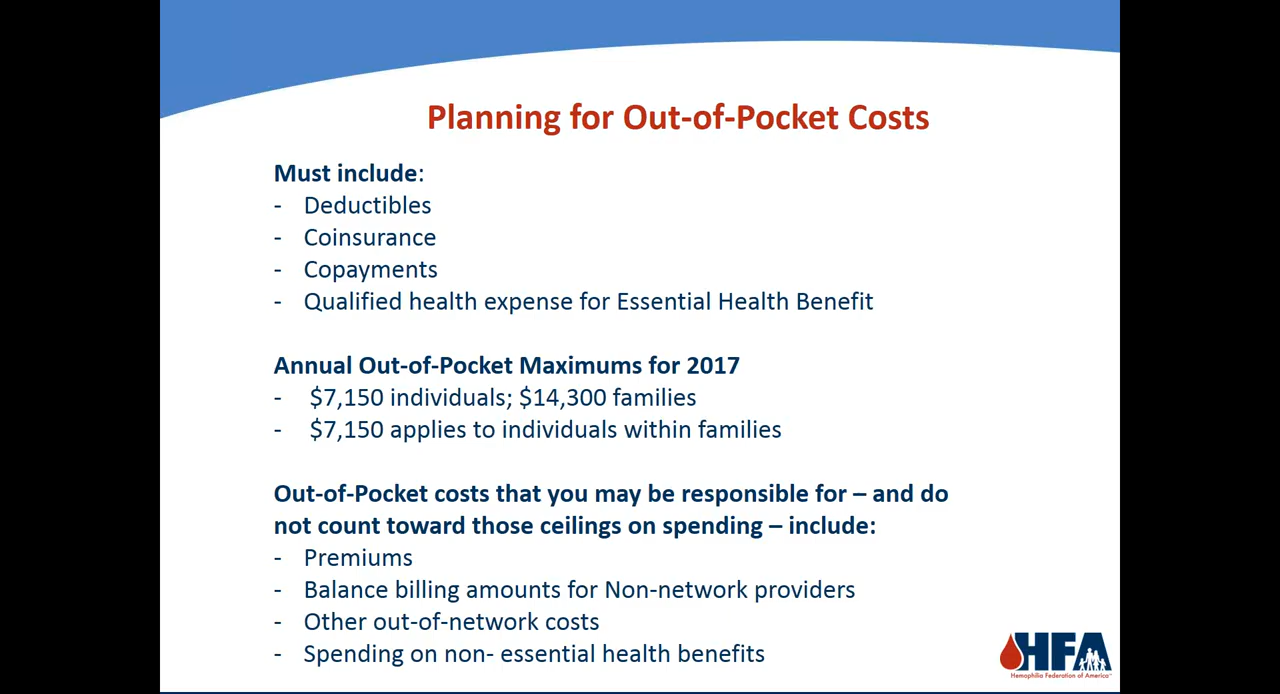 Planning for Out-of-Pocket Costs
Must include:
- Deductibles
- Coinsurance
- Copayments
- Qualified health expense for Essential Health Benefit
Annual Out-of-Pocket Maximums for 2017
- $7,150 individuals; $14,300 families
- $7,150 applies to individuals within families
Out-of-Pocket costs that you may be responsible for – and do
not count toward those ceilings on spending – include:
- Premiums
- Balance billing amounts for Non-network providers
- Other out-of-network costs
- Spending on non- essential health benefits
HFA
Hemophilia Federation of America™